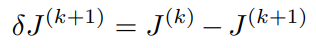 δJ^{(k+1)} = J^{(k)} − J^{(k+1)}